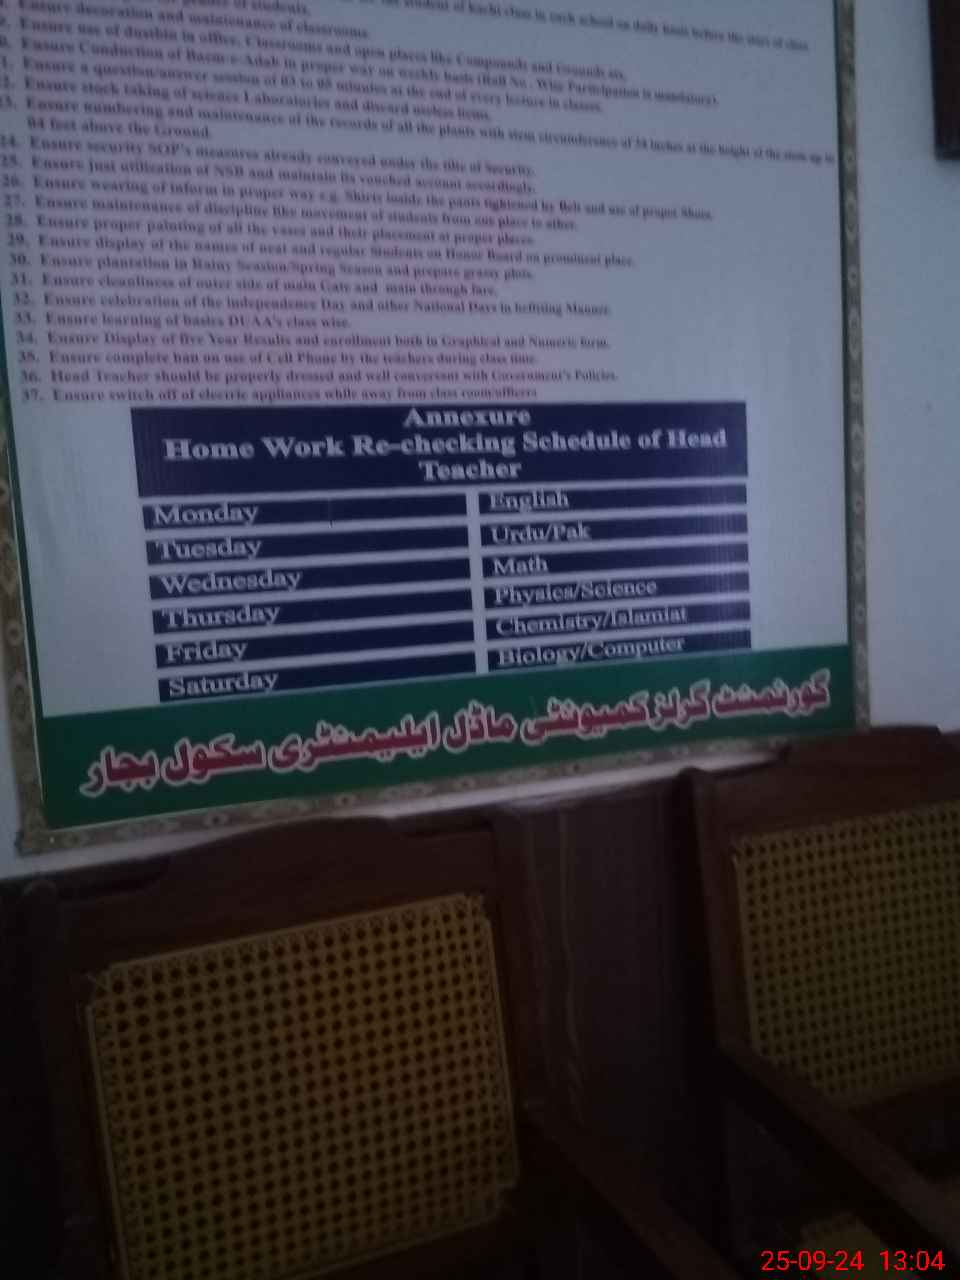 students.
Ensure decoration and maintenance of classrooms.
Ensure use of dustbin in office, Classrooms and open places like Compounds and Grounds etc.
Ensure Conduction of Bazm-e-Adab in proper way on weekly basis (Roll No. Wise Participation is mandatory).
Ensure a question/answer session of 03 to 05 minutes at the end of every lecture in classes.
Ensure stock taking of science Laboratories and discard useless items.
Ensure numbering and maintenance of the records of all the plants with stem circumference of 24 inches at the height of the stem up to
04 feet above the Ground.
24. Ensure security SOP's measures already conveyed under the title of Security.
25. Ensure just utilization of NSB and maintain its vouched account accordingly.
26. Ensure wearing of inform in proper way e.g. Shirts inside the pants tightened by Belt and use of proper Shoes.
27. Ensure maintenance of discipline like movement of students from one place to other.
28. Ensure proper painting of all the vases and their placement at proper places.
29. Ensure display of the names of neat and regular Students on Honor Board on prominent place.
30. Ensure plantation in Rainy Season/Spring Season and prepare grassy plots.
31. Ensure cleanliness of outer side of main Gate and main through fare.
32. Ensure celebration of the independence Day and other National Days in befitting Manner.
33. Ensure learning of basics DUAA's class wise.
34. Ensure Display of five Year Results and enrollment both in Graphical and Numeric form.
35. Ensure complete ban on use of Cell Phone by the teachers during class time.
36. Head Teacher should be properly dressed and well conversant with Government's Policies.
37. Ensure switch off of electric appliances while away from class room/officers
Annexure
Home Work Re-checking Schedule of Head
Teacher
Monday English
Tuesday Urdu/Pak
Wednesday Math
Thursday Physics/Science
Friday Chemistry/Islamiat
Saturday Biology/Computer
گورنمنٹ گرلز کمیونٹی ماڈل ایلیمنٹری سکول بجار
25-09-24 13:04